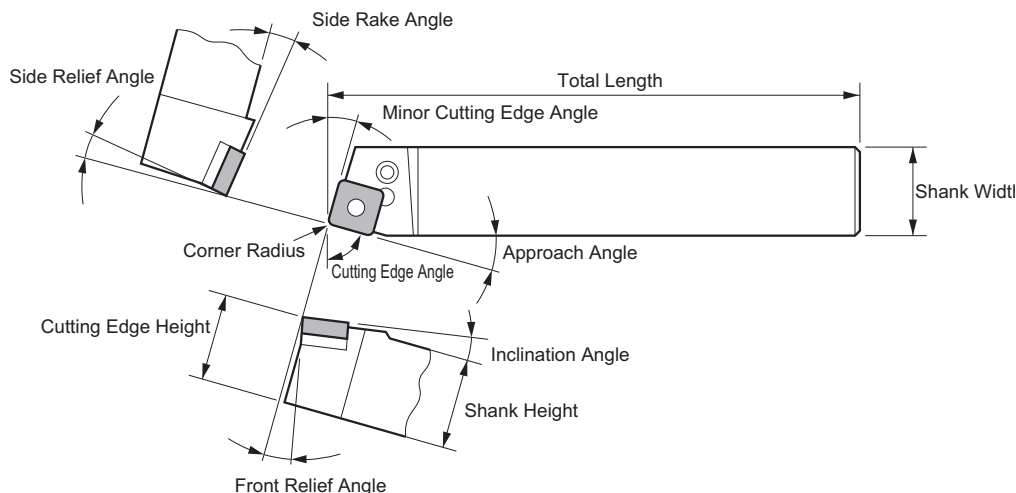 Side Rake Angle
Side Relief Angle
Total Length
Minor Cutting Edge Angle
Shank Width
Corner Radius
Approach Angle
Cutting Edge Angle
Cutting Edge Height
Inclination Angle
Shank Height
Front Relief Angle